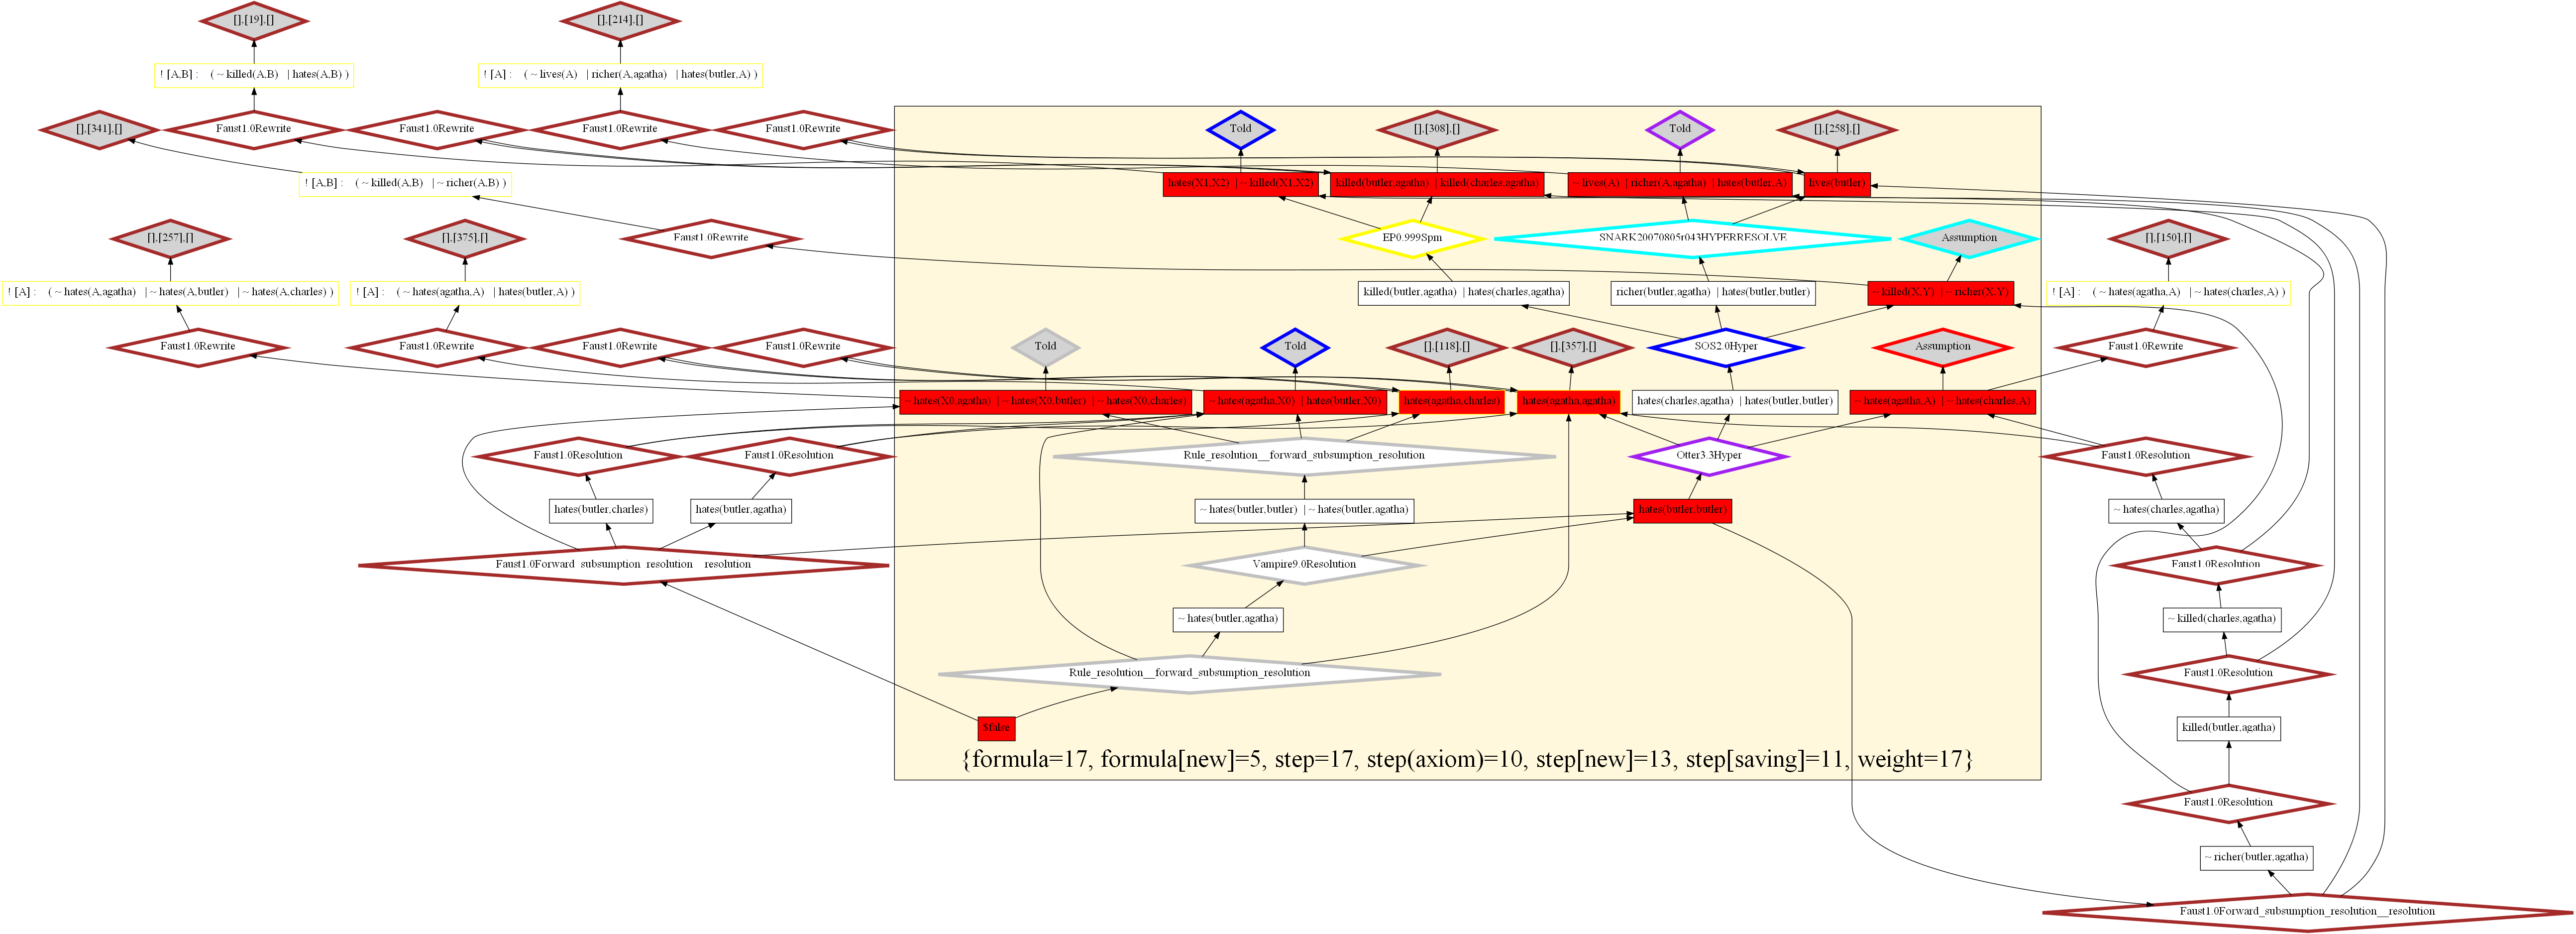 [].[19].[]
[].[214].[]
! [A,B] : ( ~ killed(A,B) | hates(A,B) )
! [A] : ( ~ lives(A) | richer(A,agatha) | hates(butler,A) )
[].[341].[]
Faust1.0Rewrite
Faust1.0Rewrite
Faust1.0Rewrite
Faust1.0Rewrite
Told
[].[308].[]
Told
[].[258].[]
! [A,B] : ( ~ killed(A,B) | ~ richer(A,B) )
hates(X1,X2) | ~ killed(X1,X2)
killed(butler,agatha) | killed(charles,agatha)
~ lives(A) | richer(A,agatha) | hates(butler,A)
lives(butler)
[].[257].[]
[].[375].[]
Faust1.0Rewrite
EP0.999Spm
SNARK20070805r043HYPERRESOLVE
Assumption
[].[150].[]
! [A] : ( ~ hates(A,agatha) | ~ hates(A,butler) | ~ hates(A,charles) )
! [A] : ( ~ hates(agatha,A) | hates(butler,A) )
killed(butler,agatha) | hates(charles,agatha)
richer(butler,agatha) | hates(butler,butler)
~ killed(X,Y) | ~ richer(X,Y)
! [A] : ( ~ hates(agatha,A) | ~ hates(charles,A) )
Faust1.0Rewrite
Faust1.0Rewrite
Faust1.0Rewrite
Faust1.0Rewrite
Told
Told
[].[118].[]
[].[357].[]
SOS2.0Hyper
Assumption
Faust1.0Rewrite
~ hates(X0,agatha) | ~ hates(X0,butler) | ~ hates(X0,charles)
~ hates(agatha,X0) | hates(butler,X0)
hates(agatha,charles)
hates(agatha,agatha)
hates(charles,agatha) | hates(butler,butler)
~ hates(agatha,A) | ~ hates(charles,A)
Faust1.0Resolution
Faust1.0Resolution
Rule_resolution__forward_subsumption_resolution
Otter3.3Hyper
Faust1.0Resolution
hates(butler,charles)
hates(butler,agatha)
~ hates(butler,butler) | ~ hates(butler,agatha)
hates(butler,butler)
~ hates(charles,agatha)
Faust1.0Forward_subsumption_resolution__resolution
Vampire9.0Resolution
Faust1.0Resolution
~ hates(butler,agatha)
~ killed(charles,agatha)
Rule_resolution__forward_subsumption_resolution
Faust1.0Resolution
$false
killed(butler,agatha)
{formula=17, formula[new]=5, step=17, step(axiom)=10, step[new]=13, step[saving]=11, weight=17}
Faust1.0Resolution
~ richer(butler,agatha)
Faust1.0Forward_subsumption_resolution__resolution